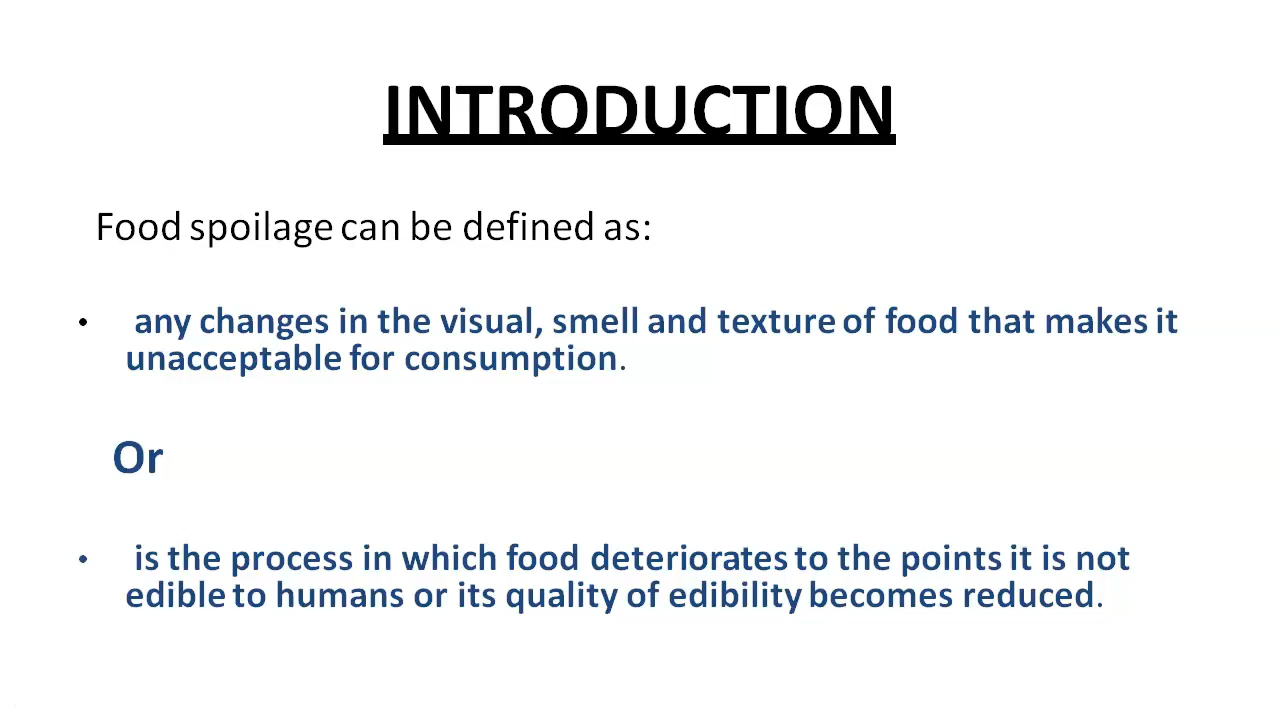 INTRODUCTION
Food spoilage can be defined as:
• any changes in the visual, smell and texture of food that makes it
unacceptable for consumption.
Or
• is the process in which food deteriorates to the points it is not
edible to humans or its quality of edibility becomes reduced.